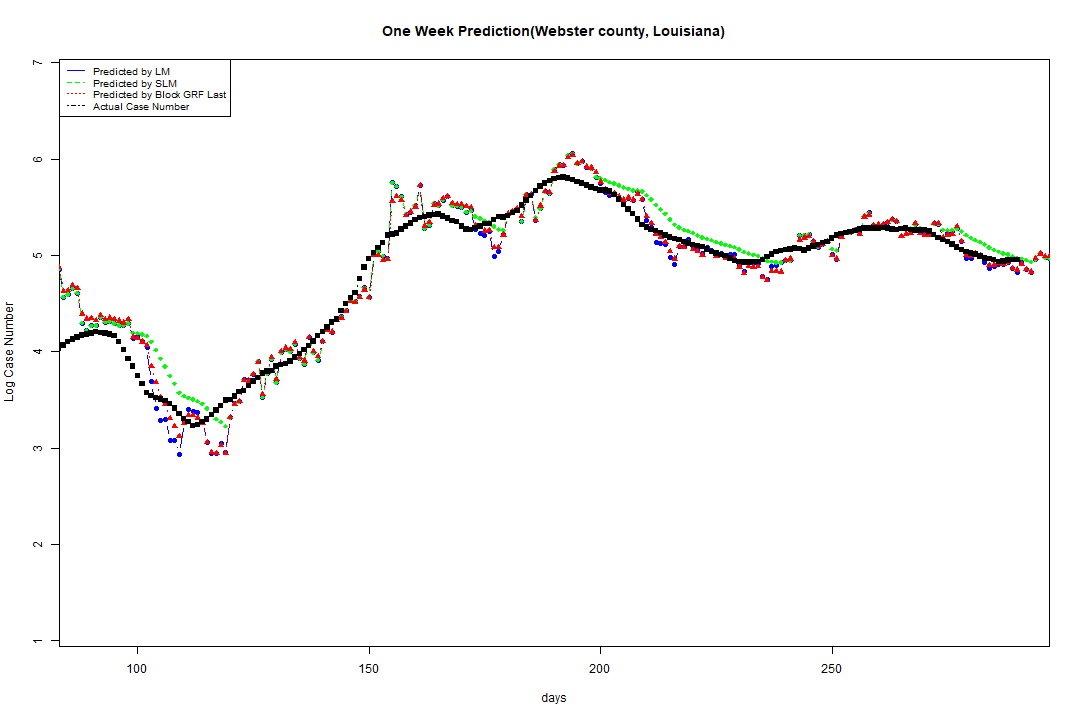 One Week Prediction(Webster county, Louisiana)
Predicted by LM
Predicted by SLM
Predicted by Block GRF Last
Actual Case Number
7
6
5
4
3
2
1
Log Case Number
100 150 200 250
days